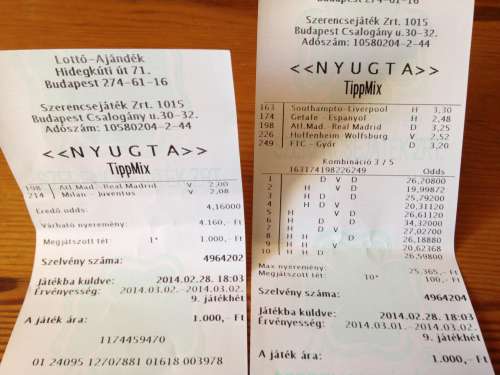 Lottó-Ajándék
Hidegkúti út 71.
Budapest 274-61-16
Szerencsejáték Zrt. 1015
Budapest Csalogány u.30-32.
Adószám: 10580204-2-44
<<NYUGTA>>
TippMix
198 Atl.Mad.-Real Madrid V 2,00
214 Milan - Juventus V 2,08
Eredő odds: 4,16000
Várható nyeremény: 4.160,-Ft
Megjátszott tét 1* 1.000,-Ft
Szelvény száma: 4964202
Játékba küldve: 2014.02.28. 18:03
Érvényesség: 2014.03.02.-2014.03.02.
9. játékhét
A játék ára: 1.000,-Ft
1174459470
01 24095 12707881 01618 003978
Budapest 274-61-16
Szerencsejáték Zrt. 1015
Budapest Csalogány u.30-32.
Adószám: 10580204-2-44
<<NYUGTA>>
TippMix
163 Southampto-Liverpool H 3,30
174 Getafe - Espanyol H 2,48
198 Atl.Mad.-Real Madrid D 3,25
226 Hoffenheim-Wolfsburg V 2,52
249 FTC - Győr D 3,20
Kombináció 3 / 5
163174198226249 Odds
1 D V D 26,20800
2 H V D 19,99872
3 H D D 25,79200
4 H D V 20,31120
5 H V D 26,61120
6 H D D 34,32000
7 H D V 27,02700
8 H H D 26,18880
9 H H V 20,62368
10 H H D 26,59800
Max nyeremény: 25.365,-Ft
Megjátszott tét: 10* 100,-Ft
Szelvény száma: 4964204
Játékba küldve: 2014.02.28. 18:03
Érvényesség: 2014.03.01.-2014.03.02.
9. játékhét
A játék ára: 1.000,-Ft